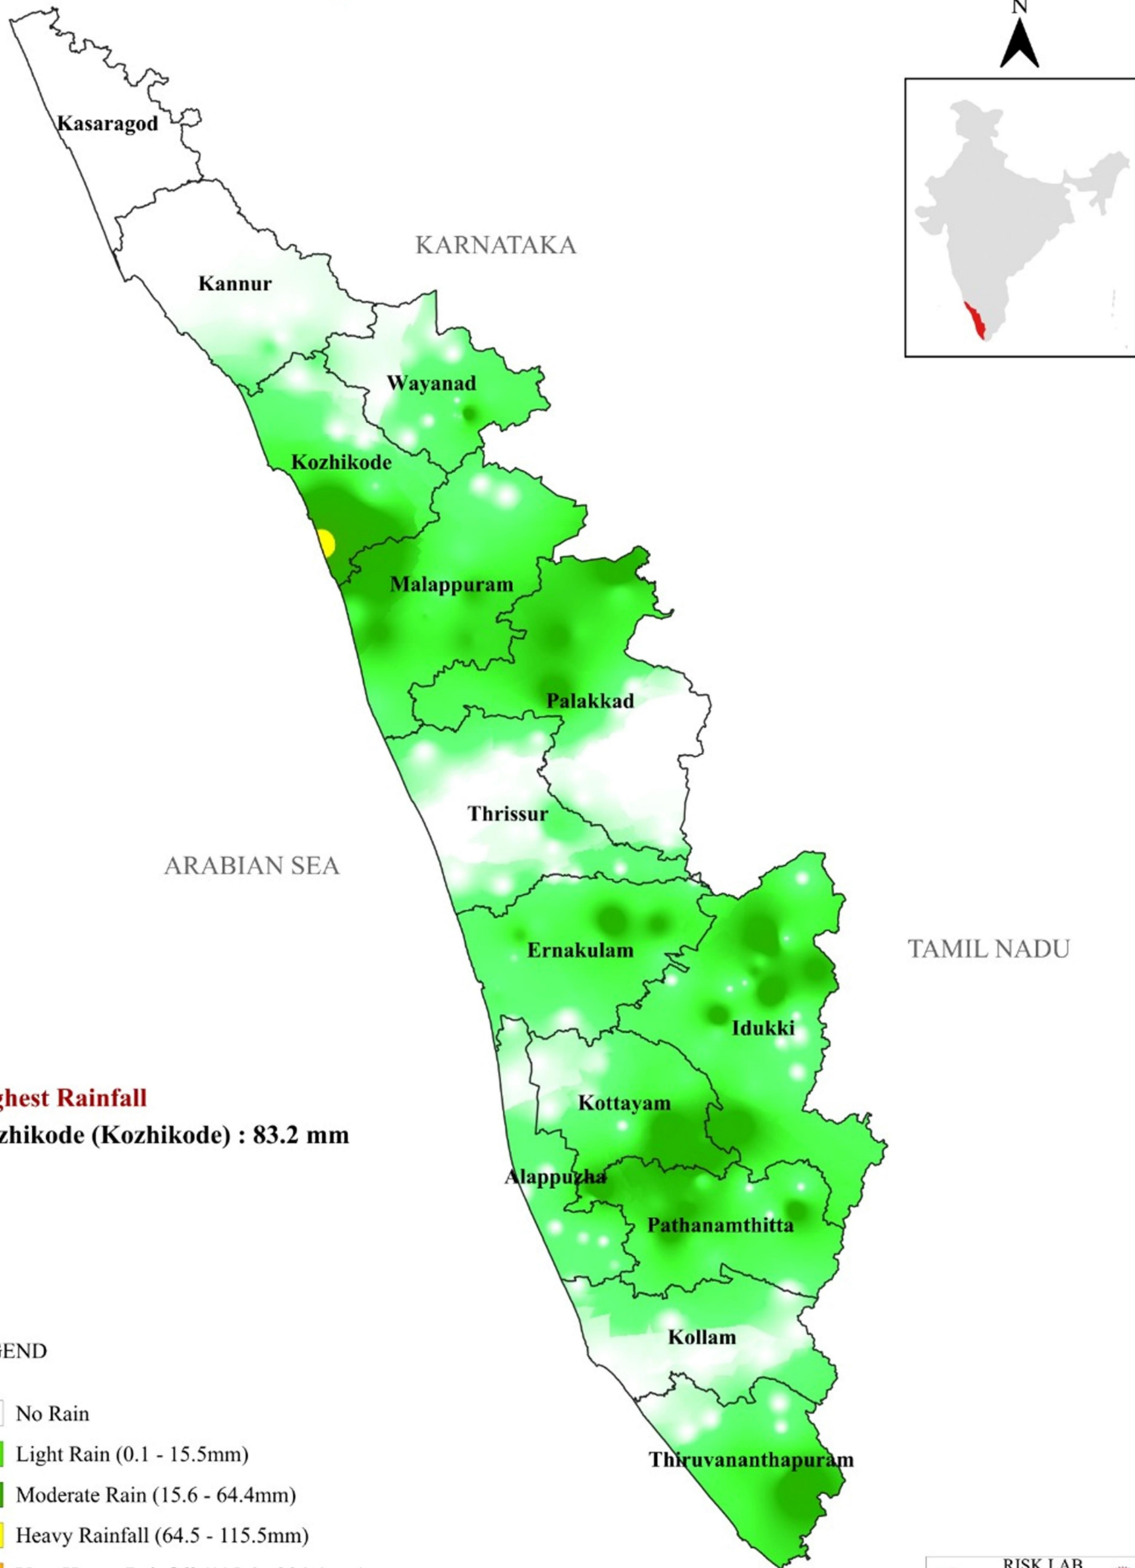 N
Kasaragod
KARNATAKA
Kannur
Wayanad
Kozhikode
Malappuram
Palakkad
Thrissur
ARABIAN SEA
Ernakulam
TAMIL NADU
Idukki
ghest Rainfall
Kottayam
zhikode (Kozhikode) : 83.2 mm
Alappuzha
Pathanamthitta
Kollam
GEND
No Rain
Light Rain (0.1 - 15.5mm)
Thiruvananthapuram
Moderate Rain (15.6 - 64.4mm)
Heavy Rainfall (64.5 - 115.5mm)
RISK LAB